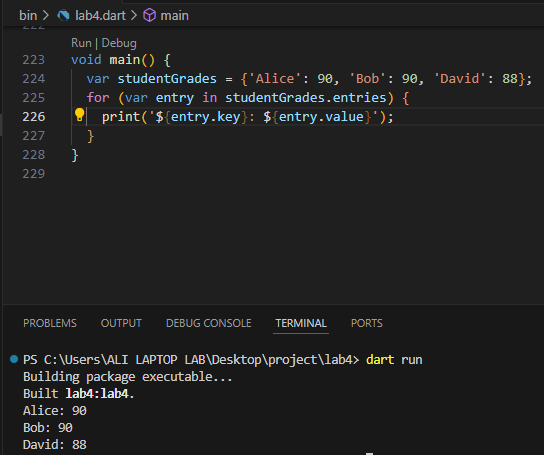 bin > lab4.dart > main
222
Run | Debug
223 void main() {
224 var studentGrades = {'Alice': 90, 'Bob': 90, 'David': 88};
225 for (var entry in studentGrades.entries) {
226 print('${entry.key}: ${entry.value}');
227 }
228 }
229
PROBLEMS OUTPUT DEBUG CONSOLE TERMINAL PORTS
PS C:\Users\ALI LAPTOP LAB\Desktop\project\lab4> dart run
Building package executable...
Built lab4:lab4.
Alice: 90
Bob: 90
David: 88